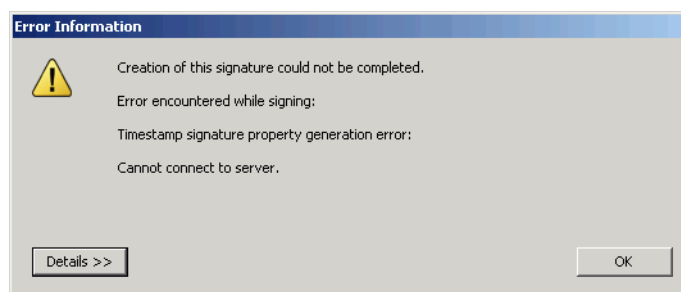 Error Information
Creation of this signature could not be completed.
Error encountered while signing:
Timestamp signature property generation error:
Cannot connect to server.
Details >>
OK